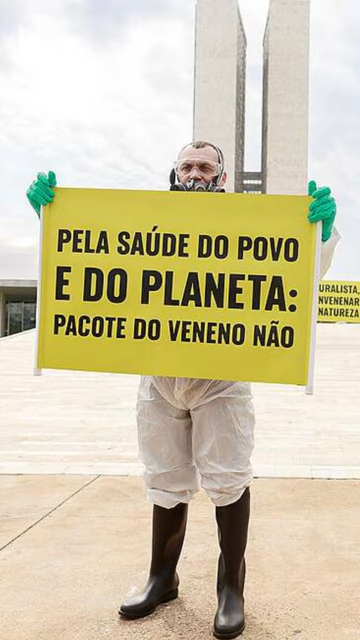 PELA SAÚDE DO POVO
E DO PLANETA:
PACOTE DO VENENO NÃO
URALISTA,
NVENENAR
NATUREZA